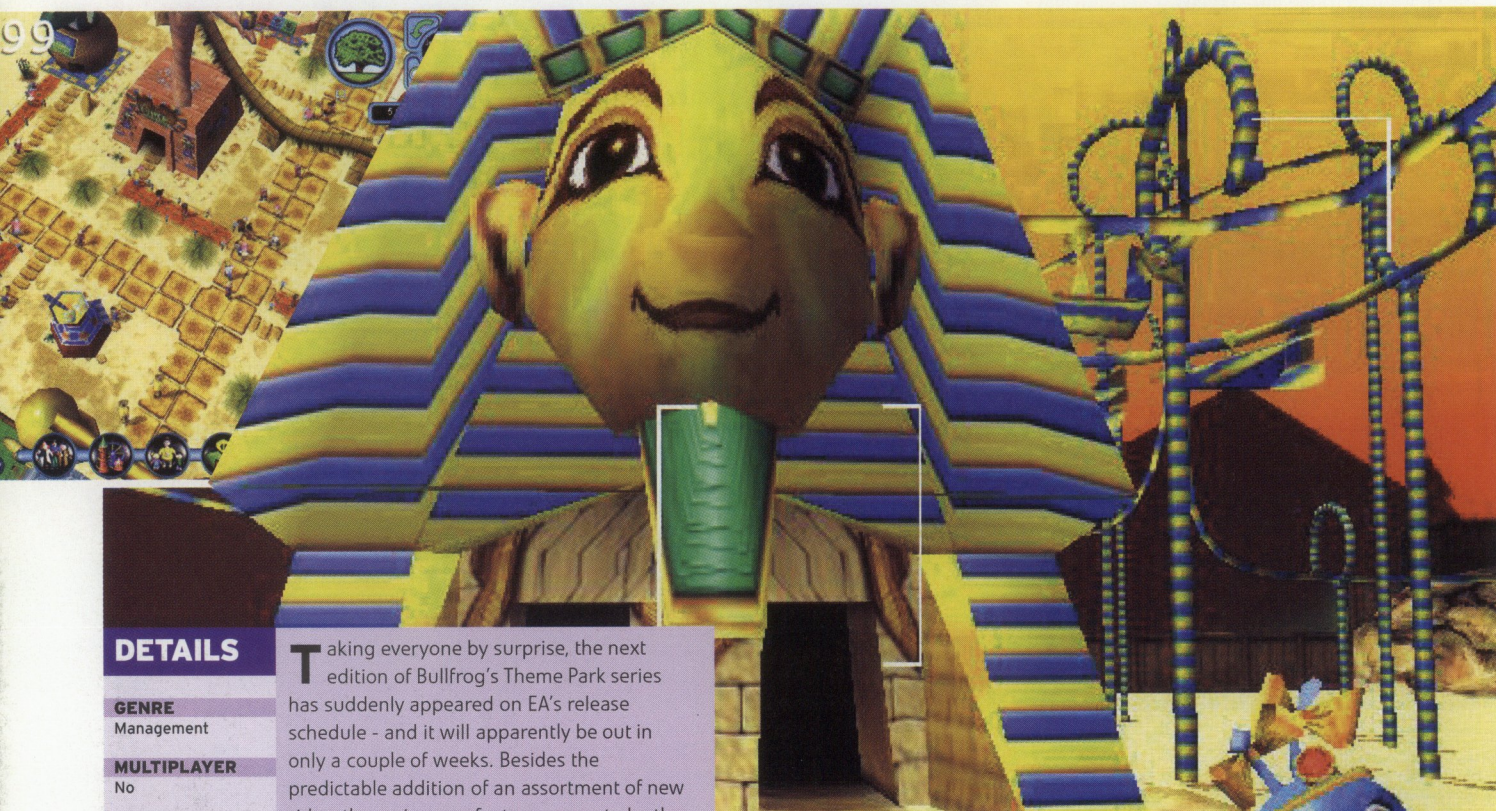 99
DETAILS
GENRE
Management
MULTIPLAYER
No
Taking everyone by surprise, the next
edition of Bullfrog's Theme Park series
has suddenly appeared on EA's release
schedule - and it will apparently be out in
only a couple of weeks. Besides the
predictable addition of an assortment of new